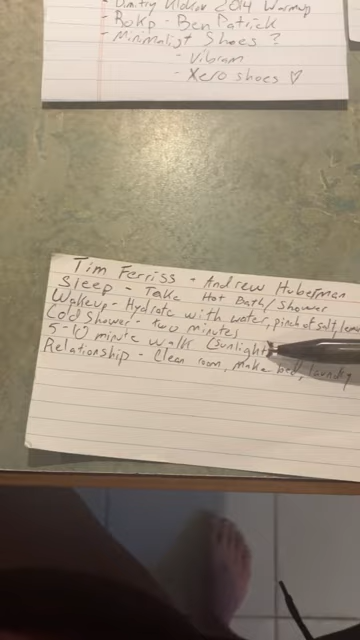 - Dmitry Klokov 2014 Warmup
- Bokp - Ben Patrick
- Minimalist Shoes?
- Vibram
- Xero shoes ♡
Tim Ferriss - Andrew Huberman
Sleep - Take Hot Bath/Shower
Wakeup - Hydrate with water, pinch of salt, lemo
Cold Shower - two minutes
5-10 minute walk (sunlight)
Relationship - Clean room, make bed, laundry